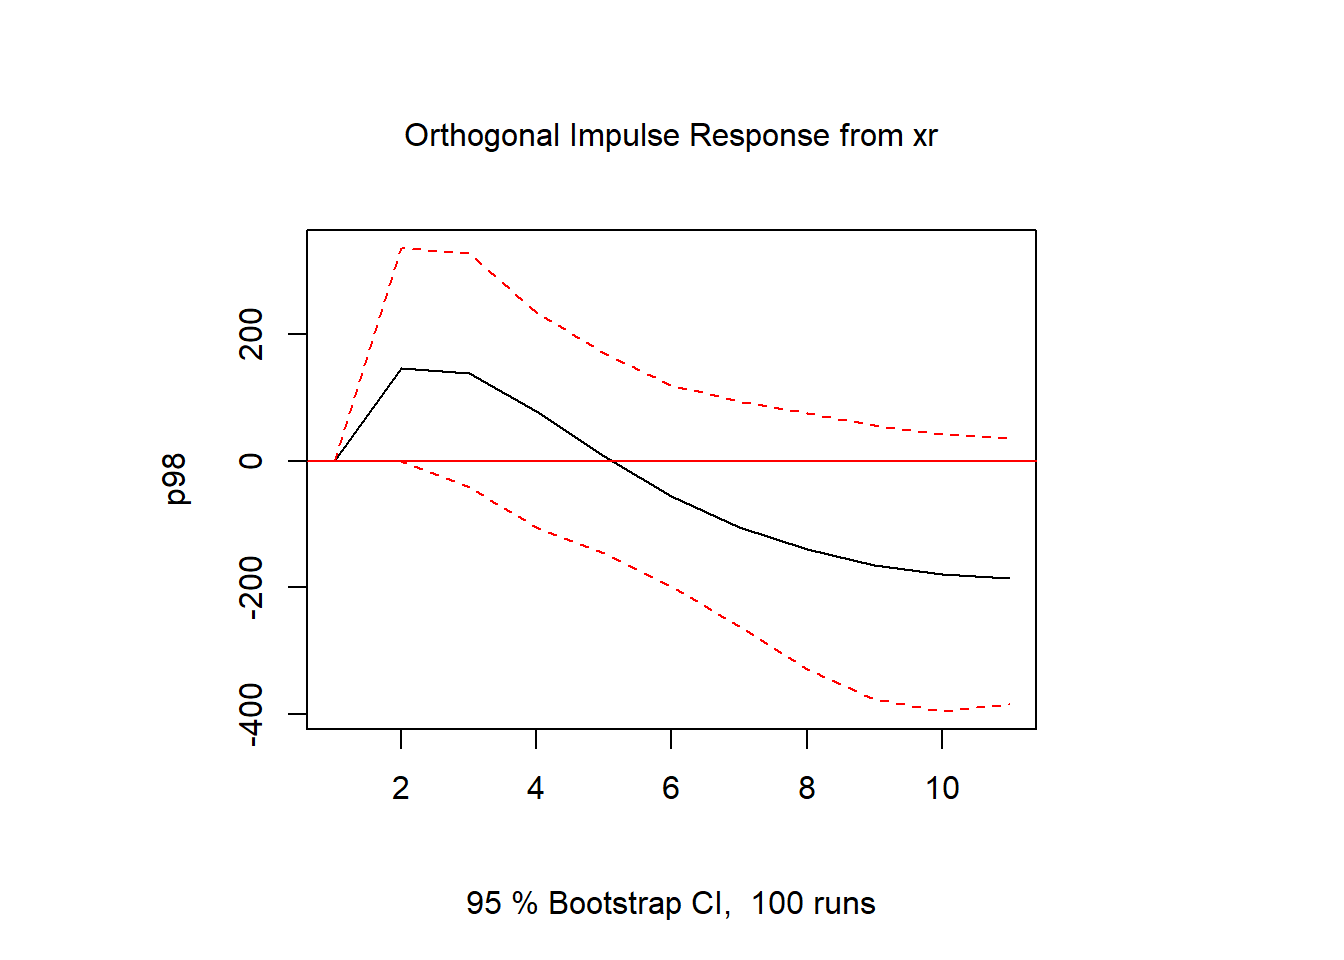 Orthogonal Impulse Response from xr
p98
200
0
-200
-400
2 4 6 8 10
95 % Bootstrap CI,  100 runs